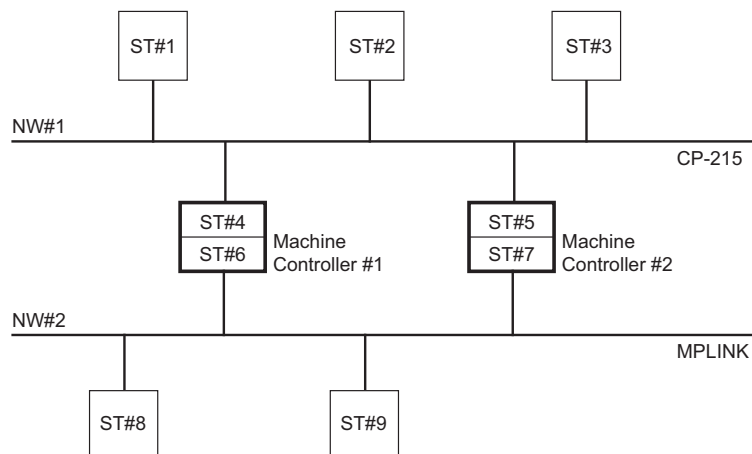 ST#1
ST#2
ST#3
NW#1
CP-215
ST#4
ST#6
Machine
Controller #1
ST#5
ST#7
Machine
Controller #2
NW#2
MPLINK
ST#8
ST#9